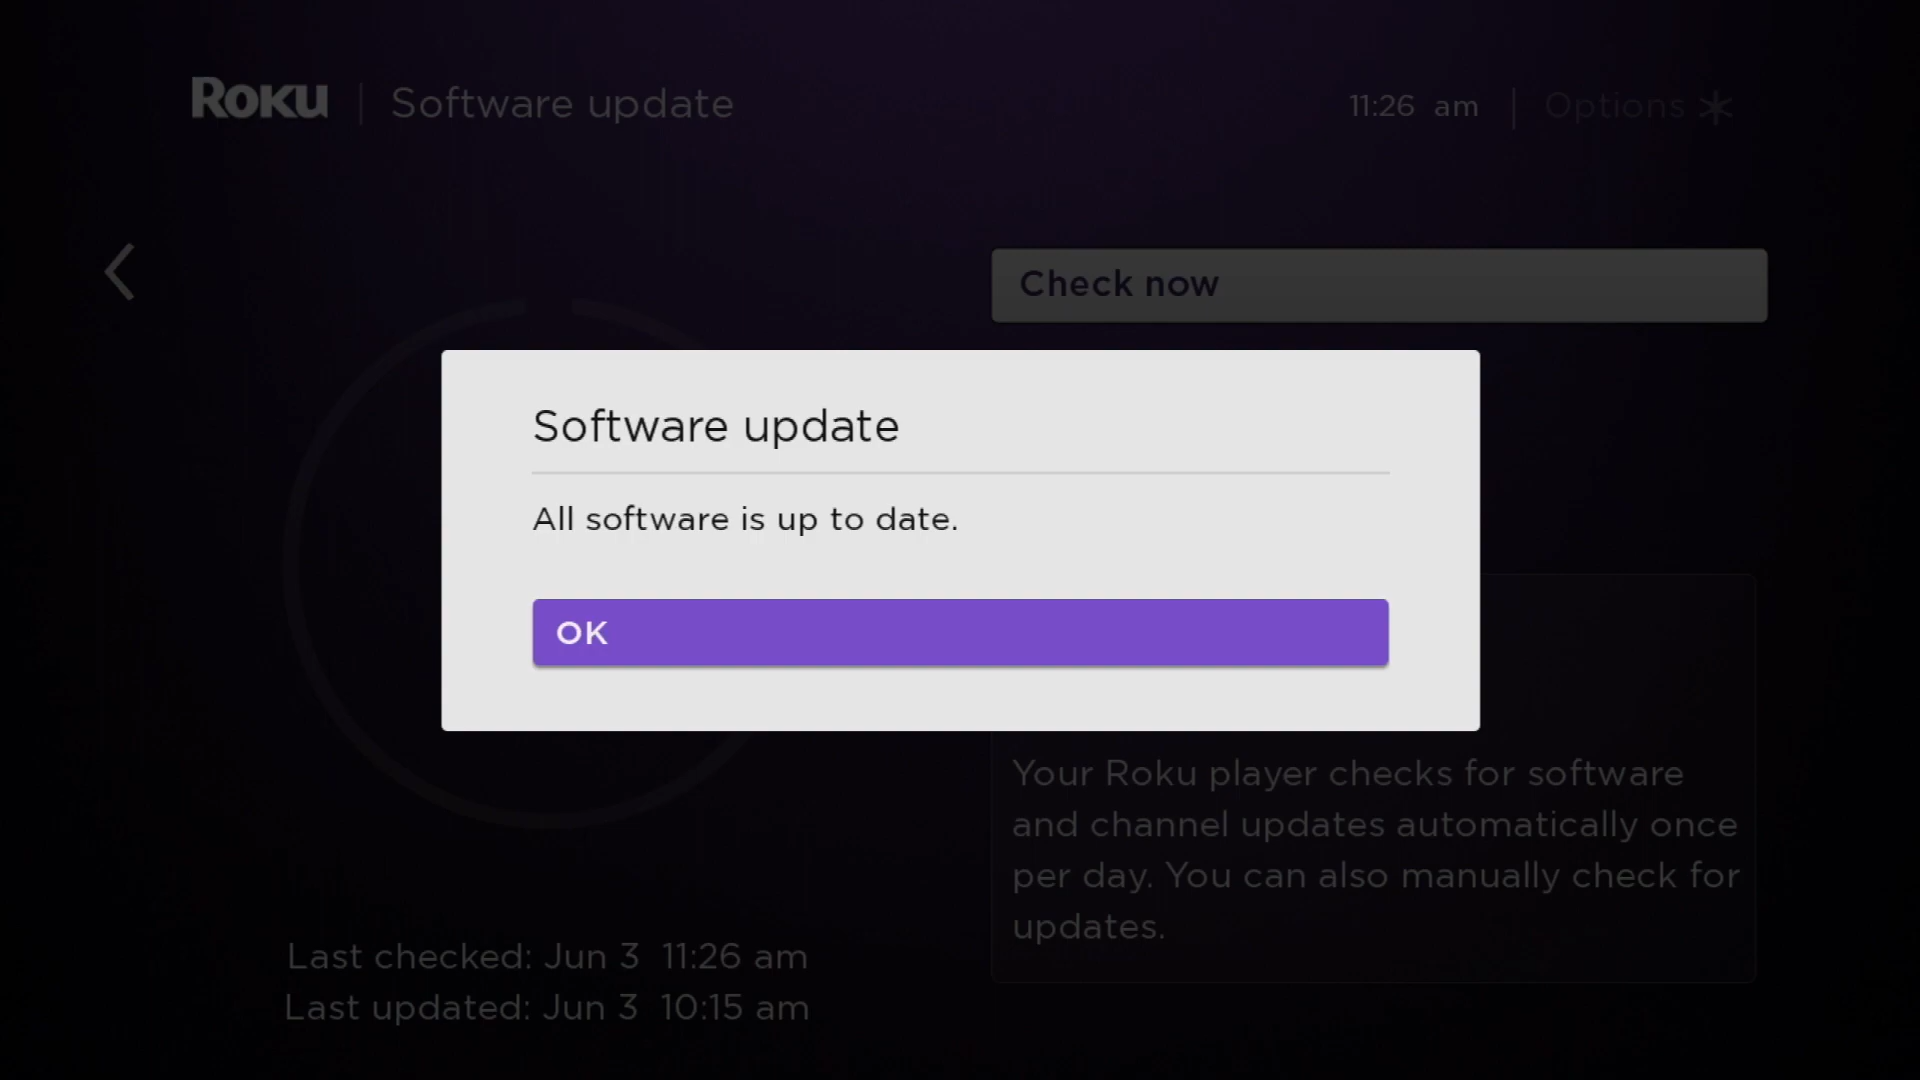 Roku | Software update
11:26 am | Options
Check now
Software update
All software is up to date.
OK
Your Roku player checks for software
and channel updates automatically once
per day. You can also manually check for
updates.
Last checked: Jun 3 11:26 am
Last updated: Jun 3 10:15 am